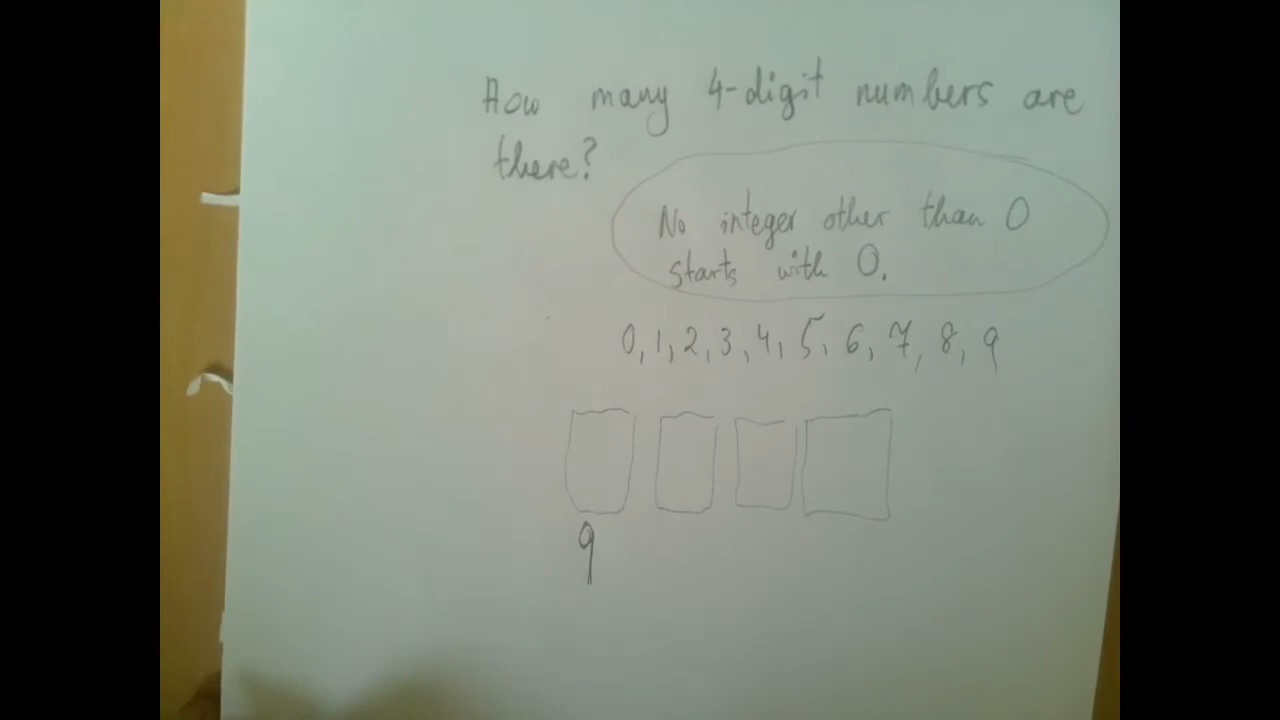 How many 4-digit numbers are
there?
No integer other than 0
starts with 0.
0, 1, 2, 3, 4, 5, 6, 7, 8, 9
9